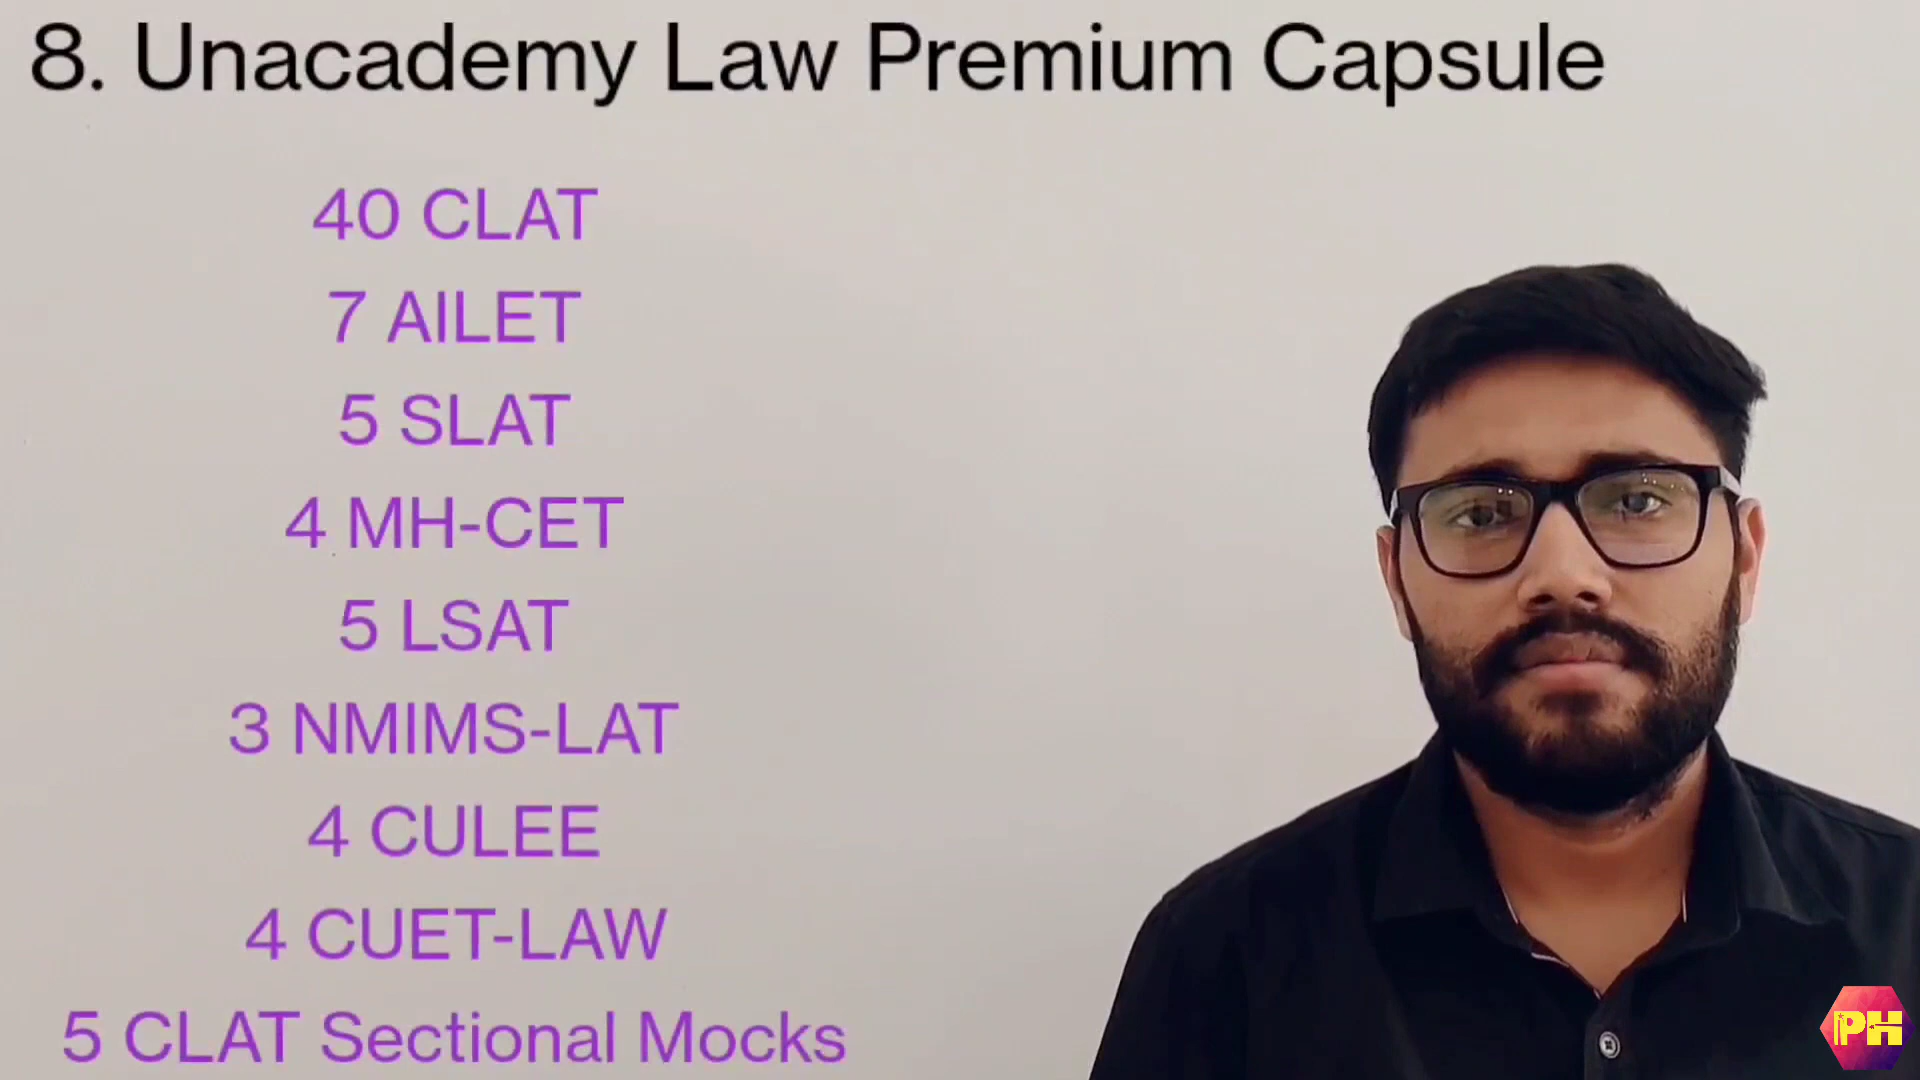 8. Unacademy Law Premium Capsule
40 CLAT
7 AILET
5 SLAT
4 MH-CET
5 LSAT
3 NMIMS-LAT
4 CULEE
4 CUET-LAW
5 CLAT Sectional Mocks
PH